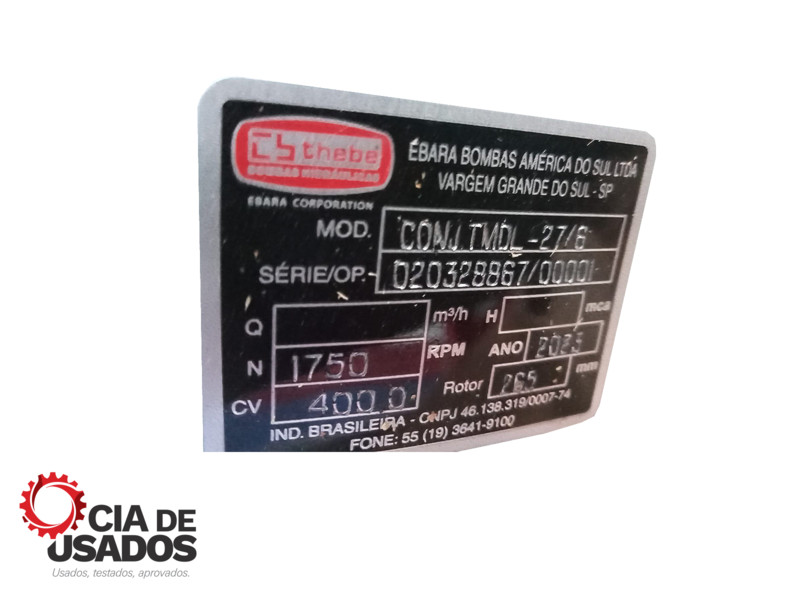 thebe
BOMBAS HIDRÁULICAS
EBARA CORPORATION
ÉBARA BOMBAS AMÉRICA DO SUL LTDA
VARGEM GRANDE DO SUL - SP
MOD. CONJ.TMDL-27/6
SÉRIE/OP. 020328867/00001
Q m³/h H mca
N 1750 RPM ANO 2023
CV 400.0 Rotor 265 mm
IND. BRASILEIRA - CNPJ 46.138.319/0007-74
FONE: 55 (19) 3641-9100
CIA DE
USADOS
Usados, testados, aprovados.